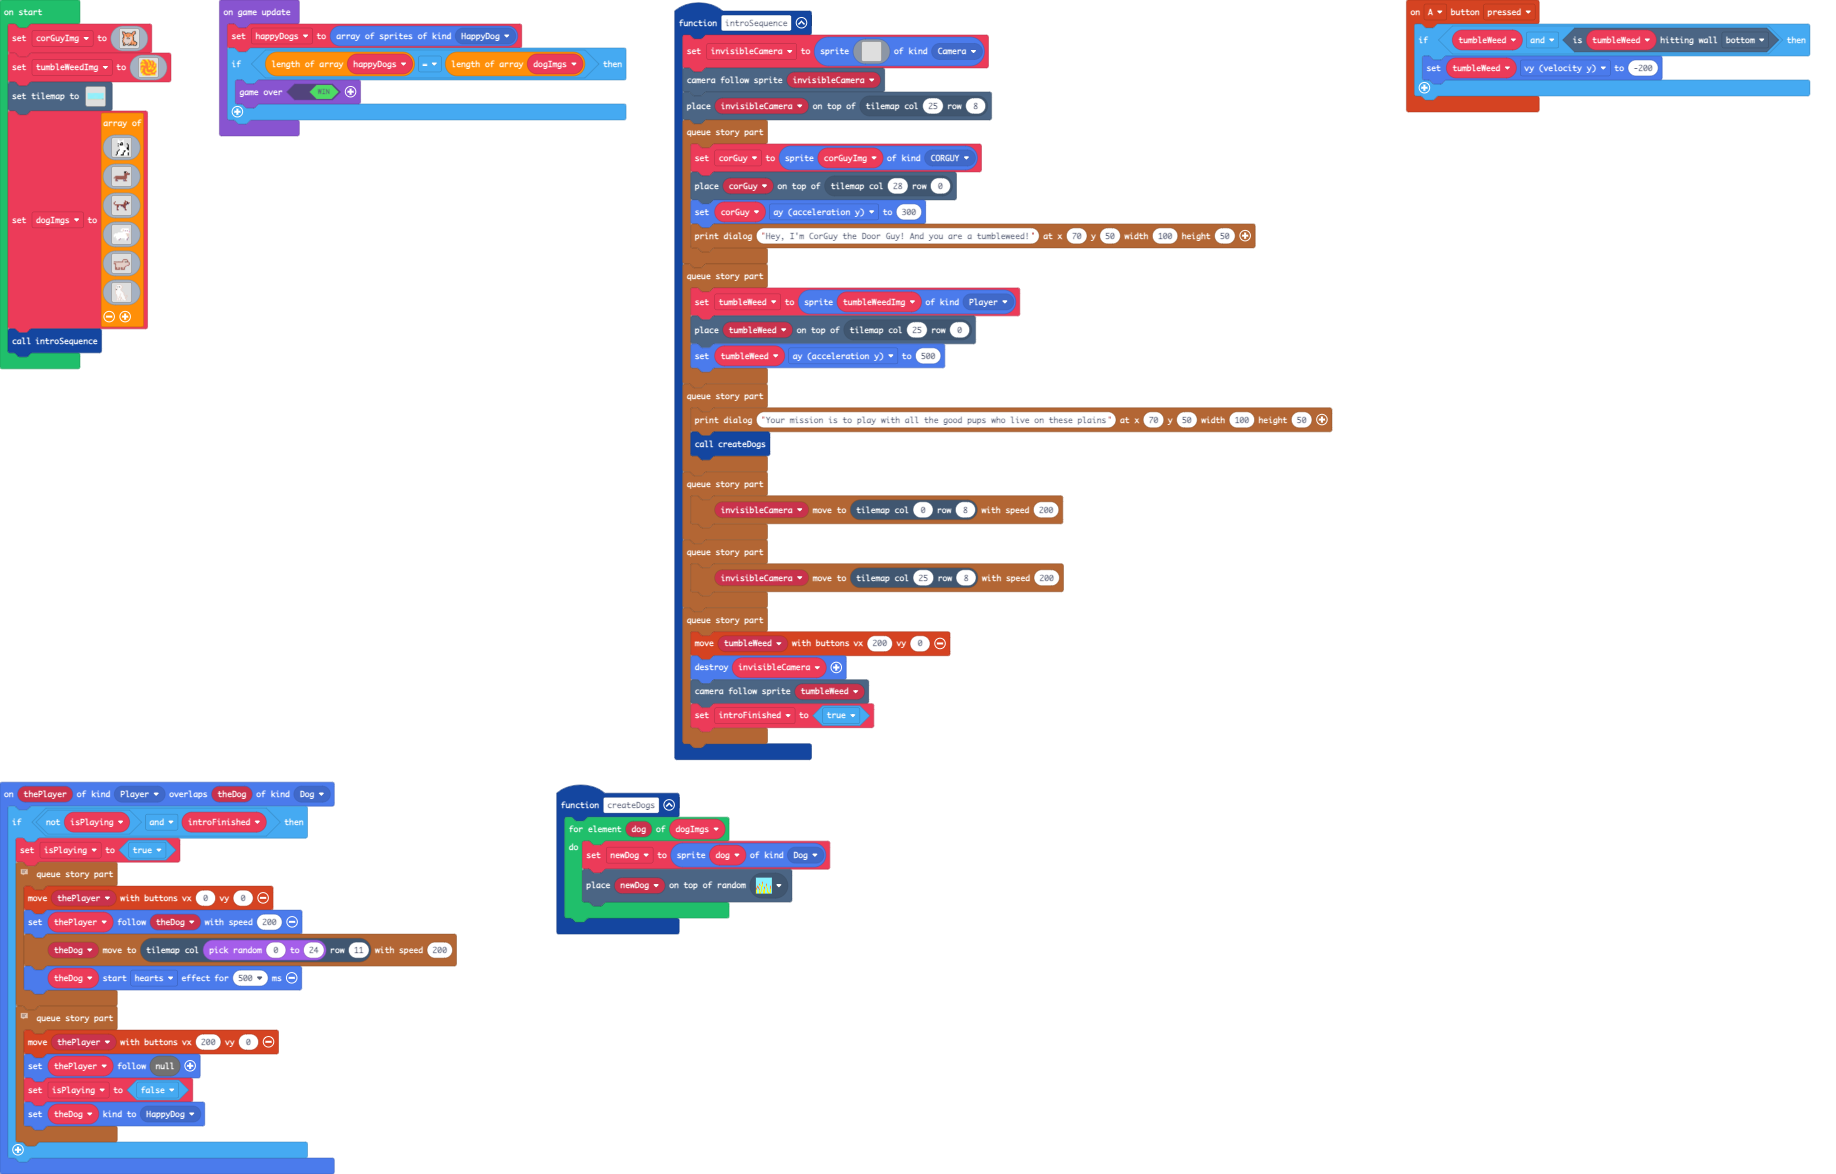 on start
set corGuyImg to
set tumbleWeedImg to
set tilemap to
array of
set dogImgs to
call introSequence
on game update
set happyDogs to array of sprites of kind HappyDog
if length of array happyDogs = length of array dogImgs then
game over WIN
function introSequence
set invisibleCamera to sprite of kind Camera
camera follow sprite invisibleCamera
place invisibleCamera on top of tilemap col 25 row 8
queue story part
set corGuy to sprite corGuyImg of kind CORGUY
place corGuy on top of tilemap col 28 row 0
set corGuy ay (acceleration y) to 300
print dialog "Hey, I'm CorGuy the Door Guy! And you are a tumbleweed!" at x 70 y 50 width 100 height 50
queue story part
set tumbleWeed to sprite tumbleWeedImg of kind Player
place tumbleWeed on top of tilemap col 25 row 0
set tumbleWeed ay (acceleration y) to 500
queue story part
print dialog "Your mission is to play with all the good pups who live on these plains" at x 70 y 50 width 100 height 50
call createDogs
queue story part
invisibleCamera move to tilemap col 0 row 8 with speed 200
queue story part
invisibleCamera move to tilemap col 25 row 8 with speed 200
queue story part
move tumbleWeed with buttons vx 200 vy 0
destroy invisibleCamera
camera follow sprite tumbleWeed
set introFinished to true
on A button pressed
if tumbleWeed and is tumbleWeed hitting wall bottom then
set tumbleWeed vy (velocity y) to -200
on thePlayer of kind Player overlaps theDog of kind Dog
if not isPlaying and introFinished then
set isPlaying to true
queue story part
move thePlayer with buttons vx 0 vy 0
set thePlayer follow theDog with speed 200
theDog move to tilemap col pick random 0 to 24 row 11 with speed 200
theDog start hearts effect for 500 ms
queue story part
move thePlayer with buttons vx 200 vy 0
set thePlayer follow null
set isPlaying to false
set theDog kind to HappyDog
function createDogs
for element dog of dogImgs
do
set newDog to sprite dog of kind Dog
place newDog on top of random